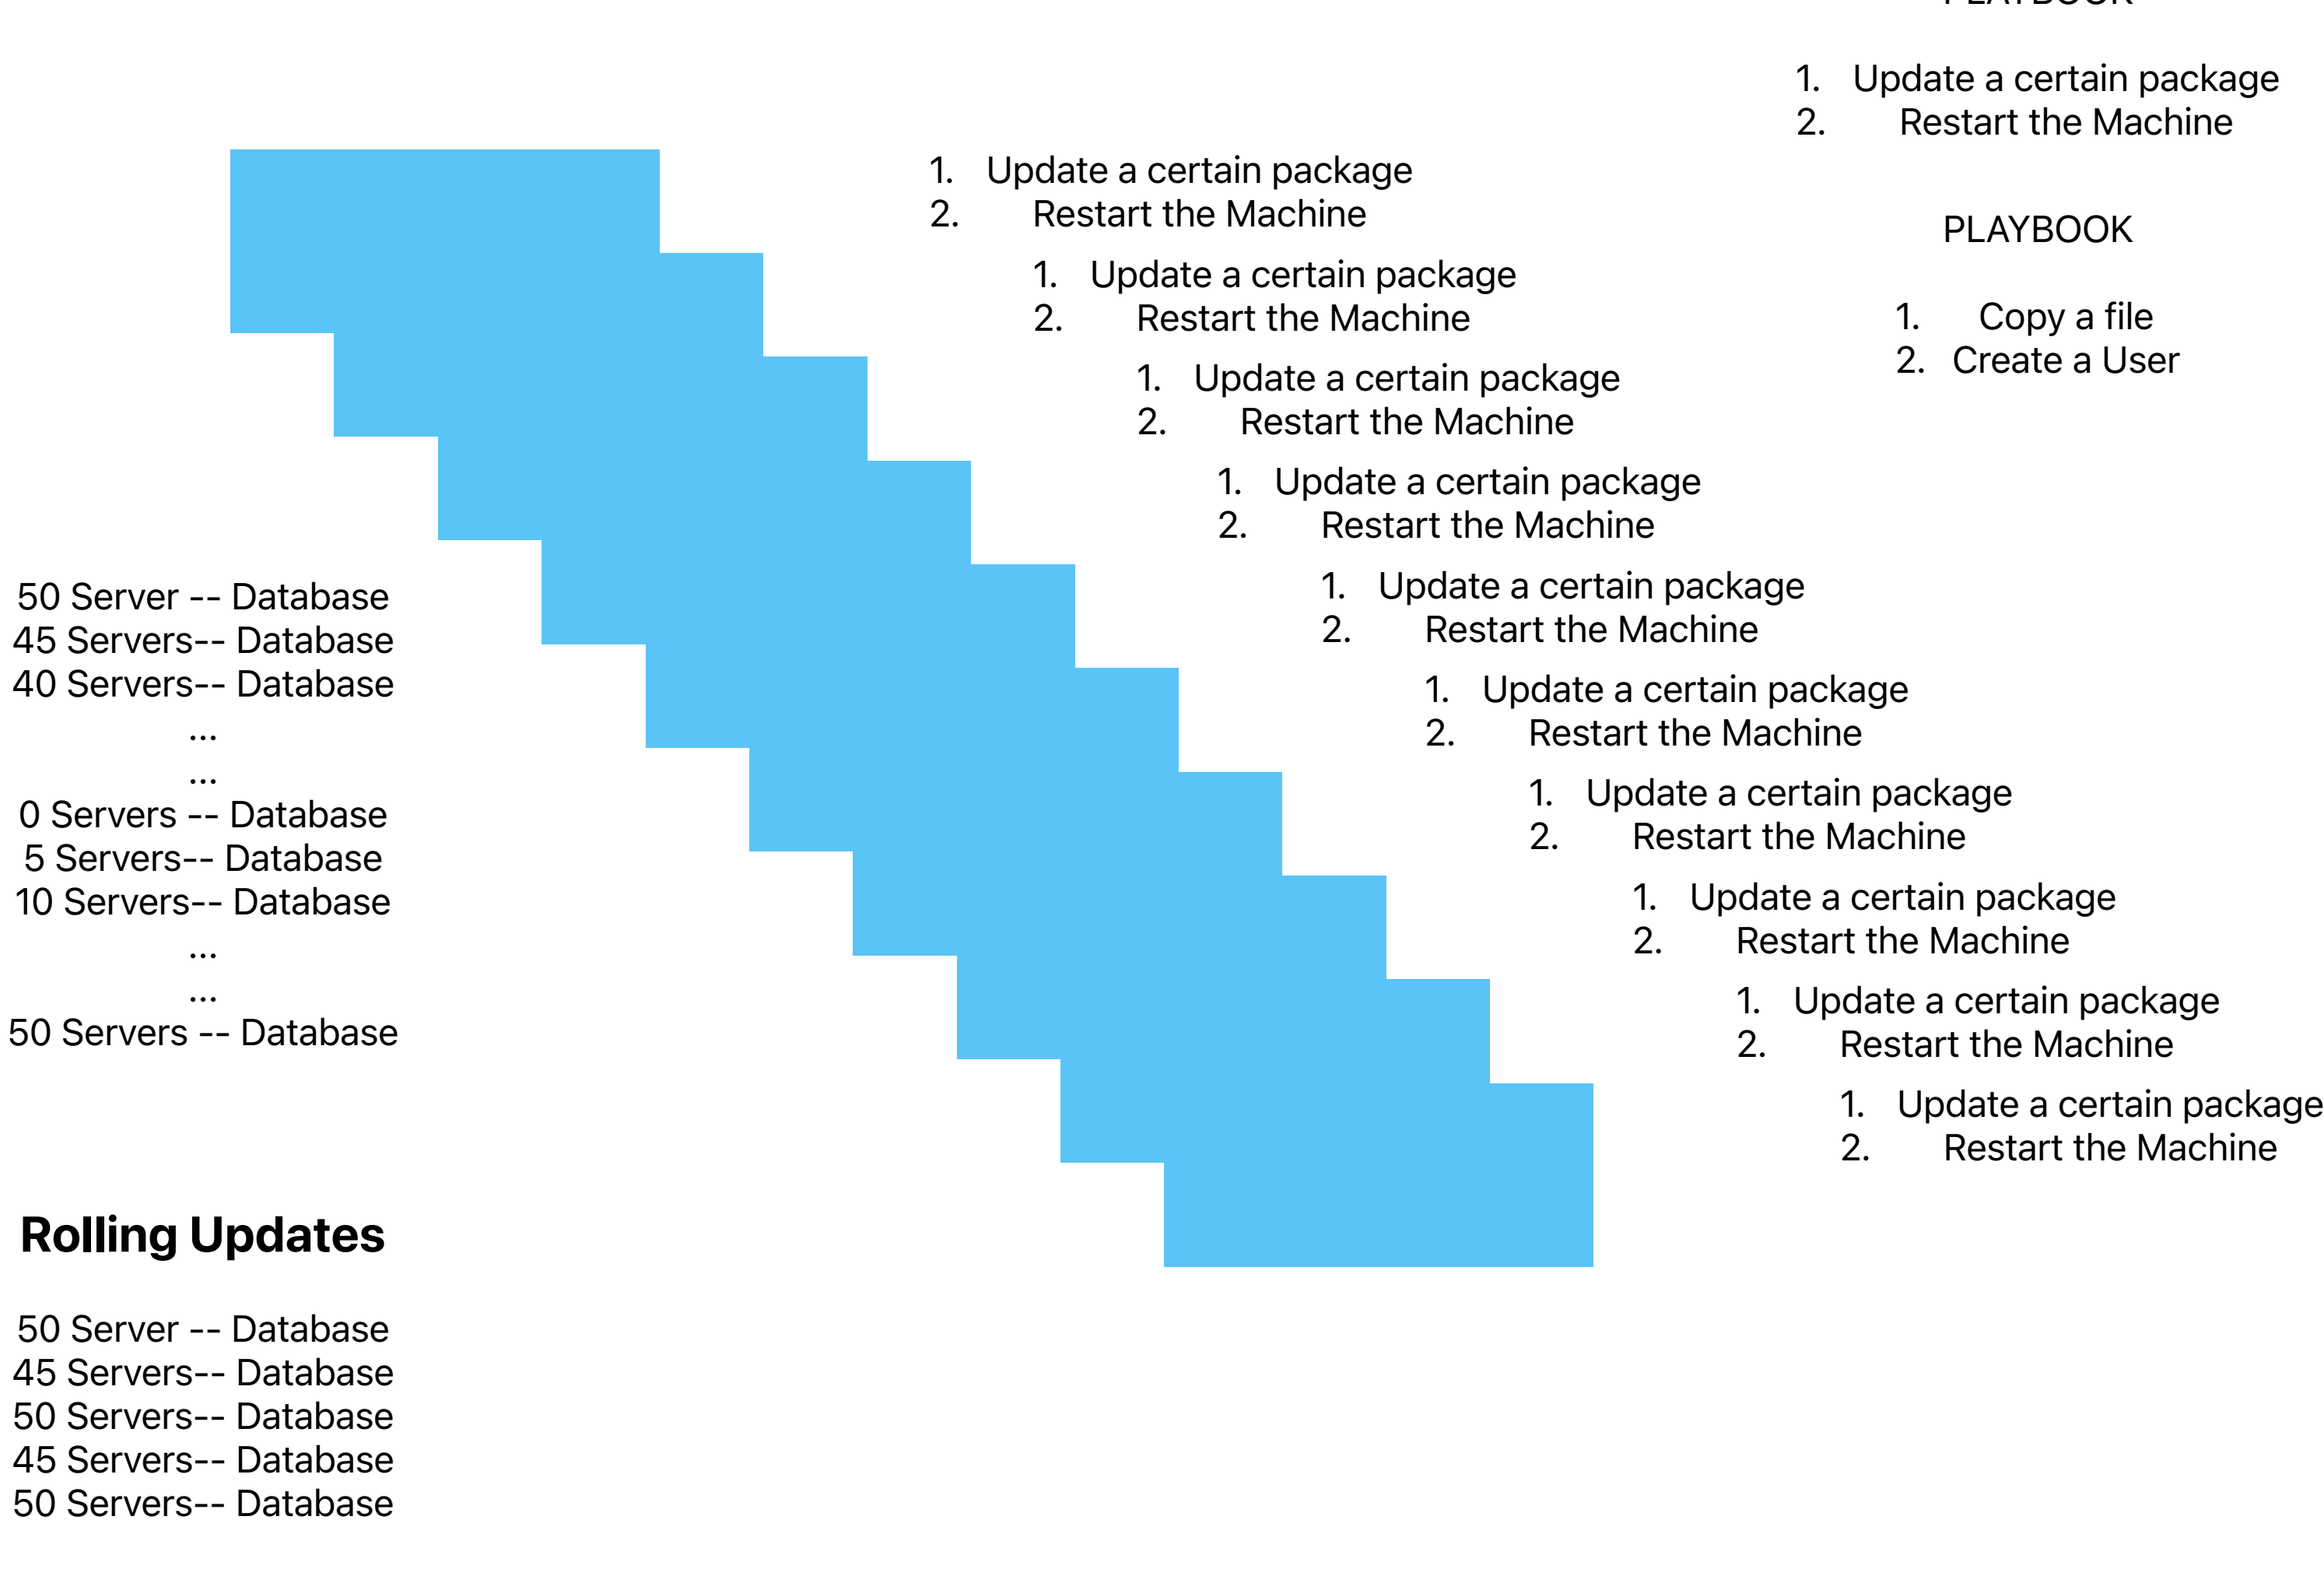 PLAYBOOK
1. Update a certain package
2. Restart the Machine
1. Update a certain package
2. Restart the Machine
PLAYBOOK
1. Copy a file
2. Create a User
1. Update a certain package
2. Restart the Machine
1. Update a certain package
2. Restart the Machine
1. Update a certain package
2. Restart the Machine
1. Update a certain package
2. Restart the Machine
1. Update a certain package
2. Restart the Machine
1. Update a certain package
2. Restart the Machine
1. Update a certain package
2. Restart the Machine
1. Update a certain package
2. Restart the Machine
1. Update a certain package
2. Restart the Machine
50 Server -- Database
45 Servers-- Database
40 Servers-- Database
...
...
0 Servers -- Database
5 Servers-- Database
10 Servers-- Database
...
...
50 Servers -- Database
Rolling Updates
50 Server -- Database
45 Servers-- Database
50 Servers-- Database
45 Servers-- Database
50 Servers-- Database